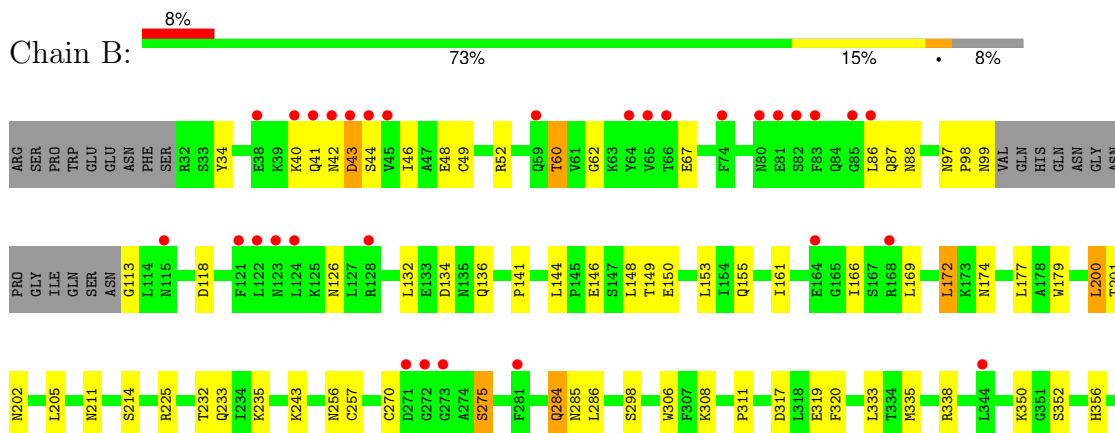 8%
Chain B:
73% 15% • 8%
ARG SER PRO TRP GLU GLU ASN PHE SER R32 S33 Y34 E38 K39 K40 Q41 N42 D43 S44 V45 I46 A47 E48 C49 R52 Q59 T60 V61 G62 K63 Y64 V65 T66 E67 F74 N80 E81 S82 F83 Q84 G85 L86 Q87 N88 N97 P98 N99 VAL GLN HIS GLN ASN GLY ASN
PRO GLY ILE GLN SER ASN G113 L114 N115 D118 F121 L122 N123 L124 K125 N126 L127 R128 L132 E133 D134 N135 Q136 P141 L144 P145 E146 S147 L148 T149 E150 L153 I154 Q155 I161 E164 G165 I166 S167 R168 L169 L172 K173 N174 L177 A178 W179 L200 T201
N202 L205 N211 S214 R225 T232 Q233 I234 K235 K243 N256 C257 C270 D271 G272 G273 A274 S275 F281 Q284 N285 L286 S298 W306 F307 K308 P311 D317 L318 E319 F320 L333 T334 M335 R338 L344 K350 G351 S352 H356